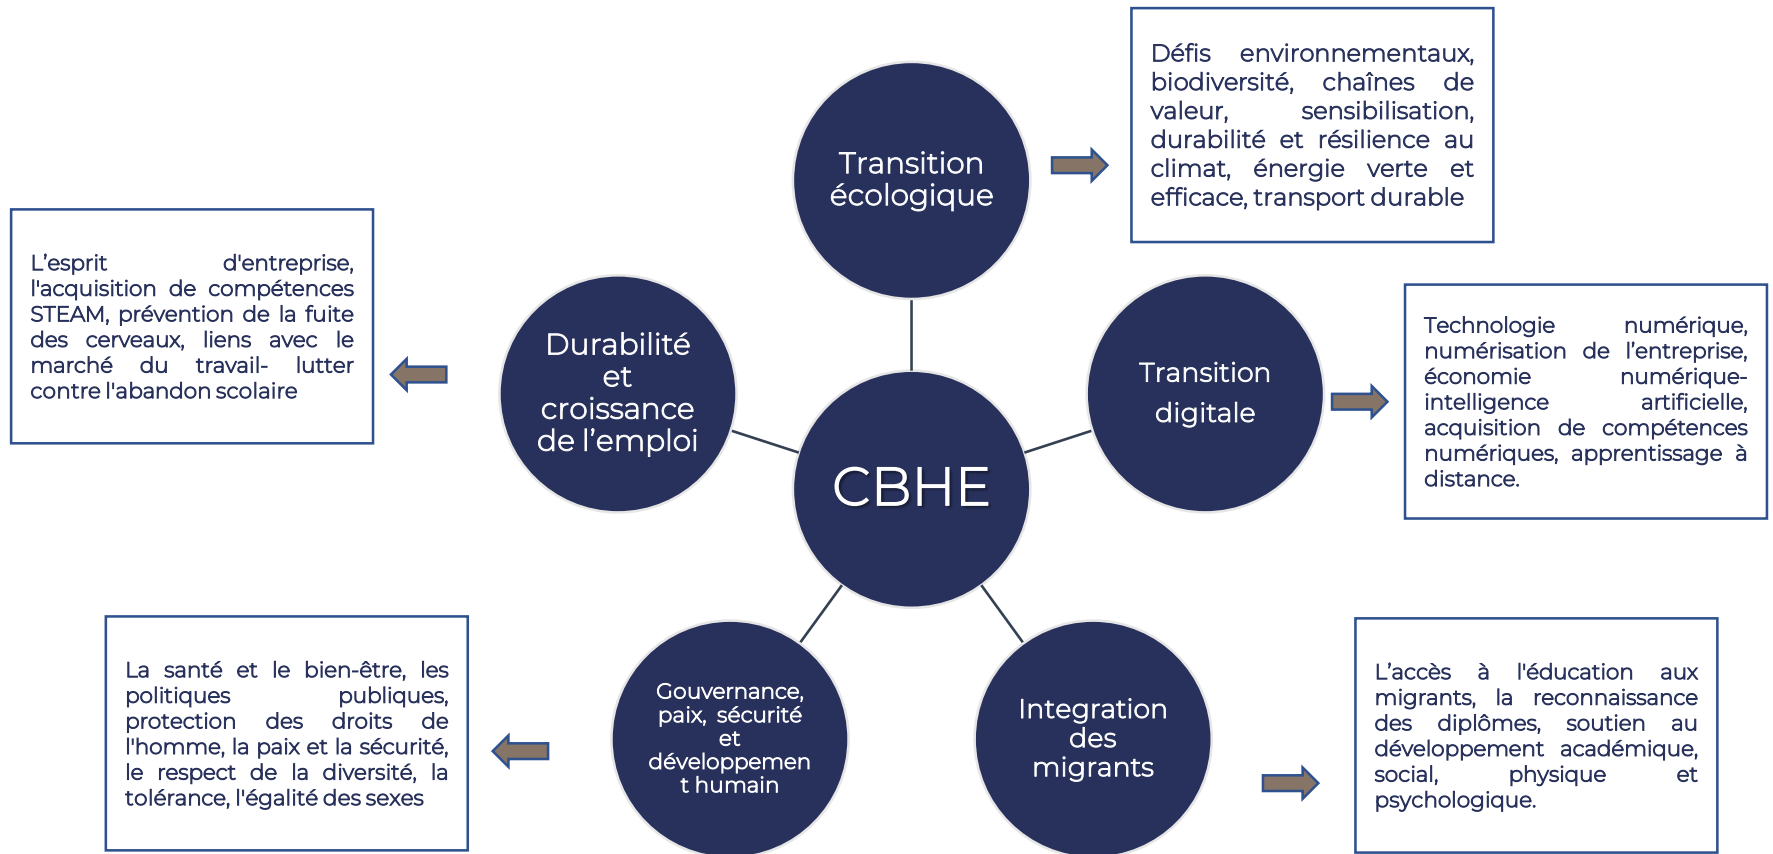 Transition
écologique
Défis environnementaux,
biodiversité, chaînes de
valeur, sensibilisation,
durabilité et résilience au
climat, énergie verte et
efficace, transport durable
L’esprit d'entreprise,
l'acquisition de compétences
STEAM, prévention de la fuite
des cerveaux, liens avec le
marché du travail- lutter
contre l'abandon scolaire
Durabilité
et
croissance
de l’emploi
Transition
digitale
Technologie numérique,
numérisation de l’entreprise,
économie numérique-
intelligence artificielle,
acquisition de compétences
numériques, apprentissage à
distance.
CBHE
La santé et le bien-être, les
politiques publiques,
protection des droits de
l'homme, la paix et la sécurité,
le respect de la diversité, la
tolérance, l'égalité des sexes
Gouvernance,
paix, sécurité
et
développemen
t humain
Integration
des
migrants
L’accès à l'éducation aux
migrants, la reconnaissance
des diplômes, soutien au
développement académique,
social, physique et
psychologique.